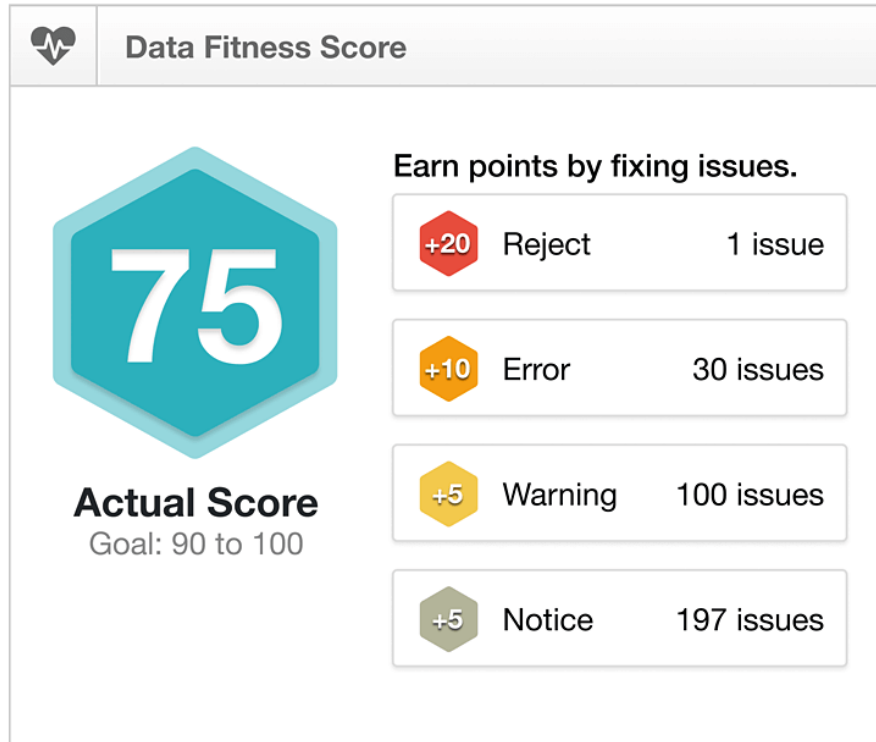 Data Fitness Score
75
Actual Score
Goal: 90 to 100
Earn points by fixing issues.
+20 Reject 1 issue
+10 Error 30 issues
+5 Warning 100 issues
+5 Notice 197 issues